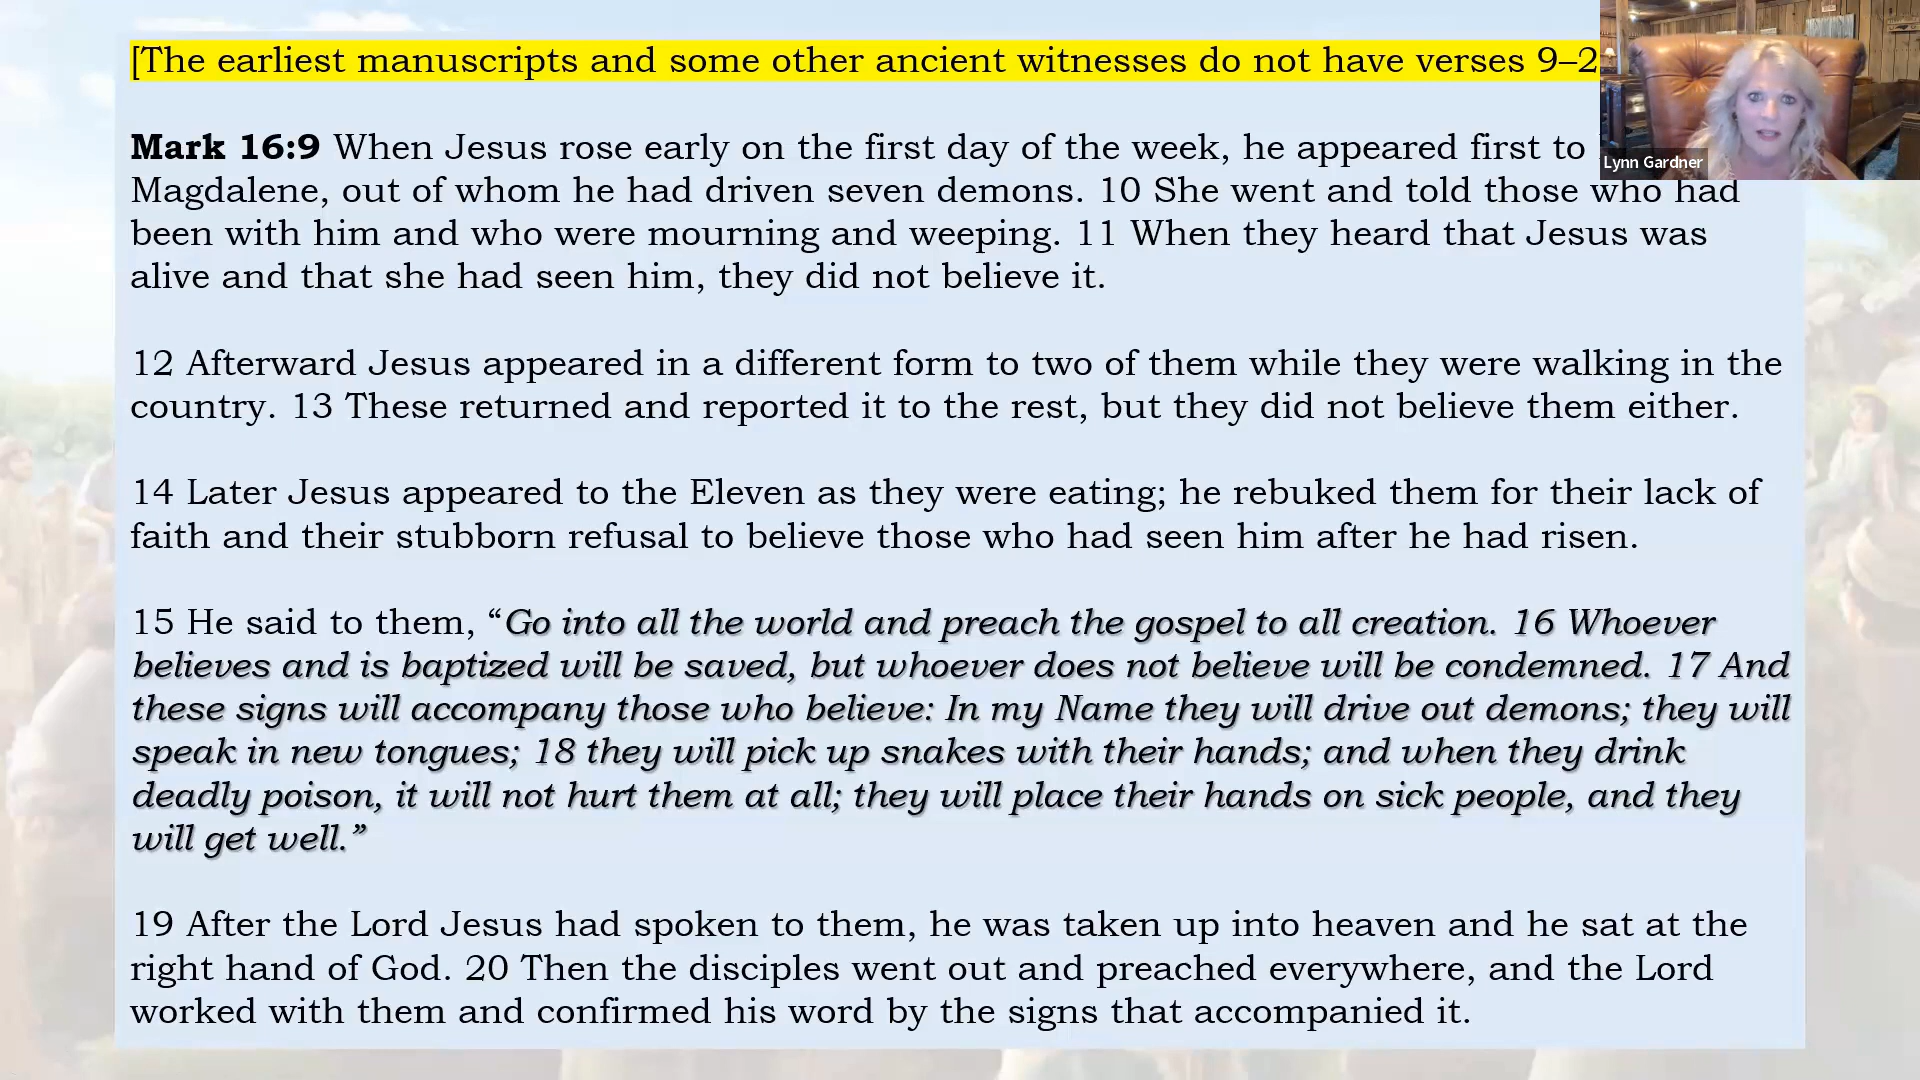 [The earliest manuscripts and some other ancient witnesses do not have verses 9–2
Mark 16:9 When Jesus rose early on the first day of the week, he appeared first to
Lynn Gardner
Magdalene, out of whom he had driven seven demons. 10 She went and told those who had
been with him and who were mourning and weeping. 11 When they heard that Jesus was
alive and that she had seen him, they did not believe it.
12 Afterward Jesus appeared in a different form to two of them while they were walking in the
country. 13 These returned and reported it to the rest, but they did not believe them either.
14 Later Jesus appeared to the Eleven as they were eating; he rebuked them for their lack of
faith and their stubborn refusal to believe those who had seen him after he had risen.
15 He said to them, “Go into all the world and preach the gospel to all creation. 16 Whoever
believes and is baptized will be saved, but whoever does not believe will be condemned. 17 And
these signs will accompany those who believe: In my Name they will drive out demons; they will
speak in new tongues; 18 they will pick up snakes with their hands; and when they drink
deadly poison, it will not hurt them at all; they will place their hands on sick people, and they
will get well.”
19 After the Lord Jesus had spoken to them, he was taken up into heaven and he sat at the
right hand of God. 20 Then the disciples went out and preached everywhere, and the Lord
worked with them and confirmed his word by the signs that accompanied it.